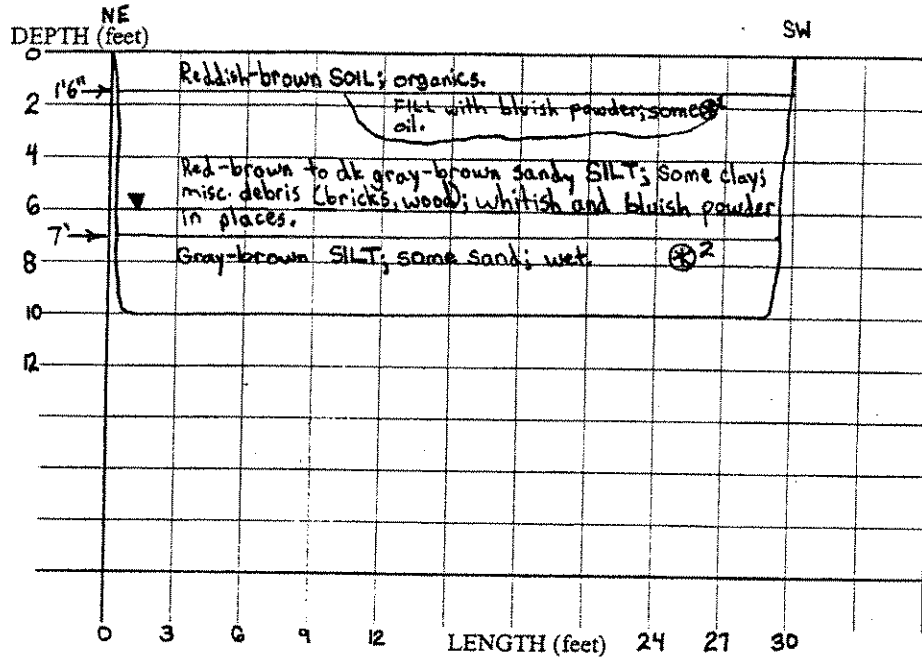 NE
SW
DEPTH (feet)
0
Reddish-brown SOIL; organics.
1'6"
2
FILL with bluish powder; some 1
oil.
4
Red-brown to dk gray-brown sandy SILT; some clay;
misc. debris (bricks, wood); whitish and bluish powder
6
in places.
7'
Gray-brown SILT; some sand; wet. 2
8
10
12
0 3 6 9 12 LENGTH (feet) 24 27 30